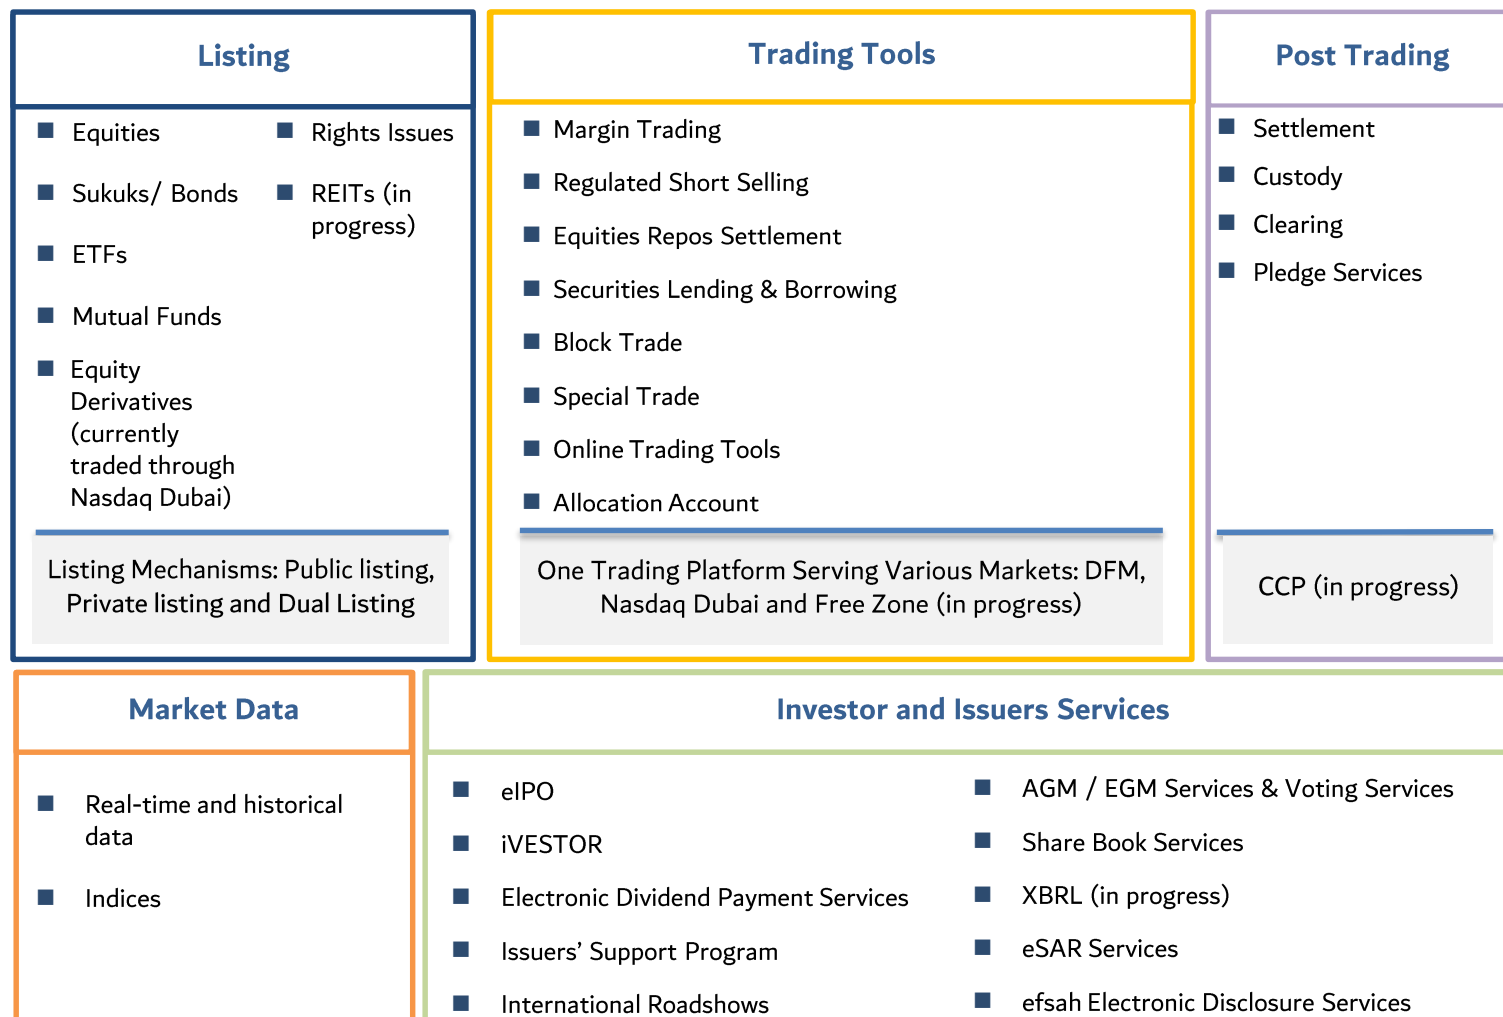 Listing
Equities
Sukuks/ Bonds
ETFs
Mutual Funds
Equity
Derivatives
(currently
traded through
Nasdaq Dubai)
Rights Issues
REITs (in
progress)
Listing Mechanisms: Public listing,
Private listing and Dual Listing
Trading Tools
Margin Trading
Regulated Short Selling
Equities Repos Settlement
Securities Lending & Borrowing
Block Trade
Special Trade
Online Trading Tools
Allocation Account
One Trading Platform Serving Various Markets: DFM,
Nasdaq Dubai and Free Zone (in progress)
Post Trading
Settlement
Custody
Clearing
Pledge Services
CCP (in progress)
Market Data
Real-time and historical
data
Indices
Investor and Issuers Services
eIPO
iVESTOR
Electronic Dividend Payment Services
Issuers’ Support Program
International Roadshows
AGM / EGM Services & Voting Services
Share Book Services
XBRL (in progress)
eSAR Services
efsah Electronic Disclosure Services